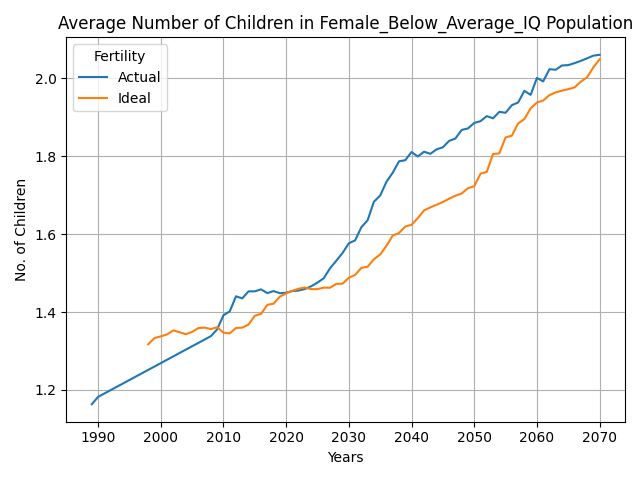 Average Number of Children in Female_Below_Average_IQ Population
Fertility
Actual
Ideal
No. of Children
2.0
1.8
1.6
1.4
1.2
1990 2000 2010 2020 2030 2040 2050 2060 2070
Years